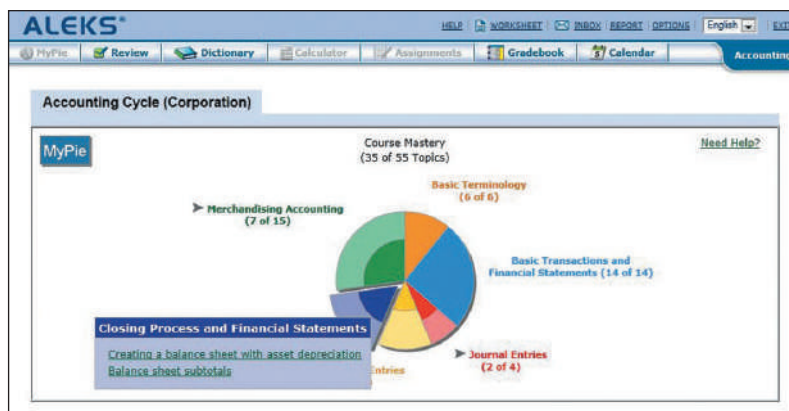 ALEKS®
HELP WORKSHEET INBOX REPORT OPTIONS English EXIT
MyPie Review Dictionary Calculator Assignments Gradebook Calendar Accounting
Accounting Cycle (Corporation)
MyPie
Course Mastery
(35 of 55 Topics)
Need Help?
Basic Terminology
(6 of 6)
Merchandising Accounting
(7 of 15)
Basic Transactions and
Financial Statements (14 of 14)
Closing Process and Financial Statements
Creating a balance sheet with asset depreciation
Balance sheet subtotals
Entries
Journal Entries
(2 of 4)